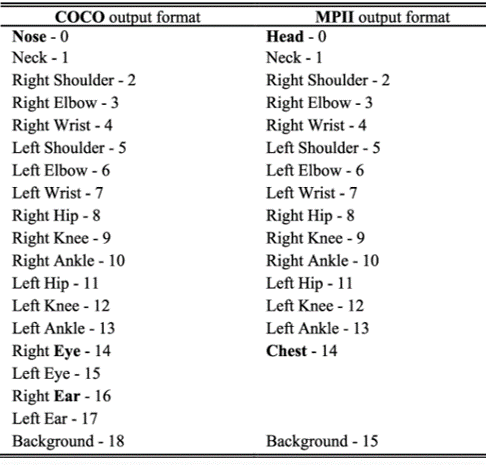 COCO output format MPII output format
Nose - 0 Head - 0
Neck - 1 Neck - 1
Right Shoulder - 2 Right Shoulder - 2
Right Elbow - 3 Right Elbow - 3
Right Wrist - 4 Right Wrist - 4
Left Shoulder - 5 Left Shoulder - 5
Left Elbow - 6 Left Elbow - 6
Left Wrist - 7 Left Wrist - 7
Right Hip - 8 Right Hip - 8
Right Knee - 9 Right Knee - 9
Right Ankle - 10 Right Ankle - 10
Left Hip - 11 Left Hip - 11
Left Knee - 12 Left Knee - 12
Left Ankle - 13 Left Ankle - 13
Right Eye - 14 Chest - 14
Left Eye - 15
Right Ear - 16
Left Ear - 17
Background - 18 Background - 15